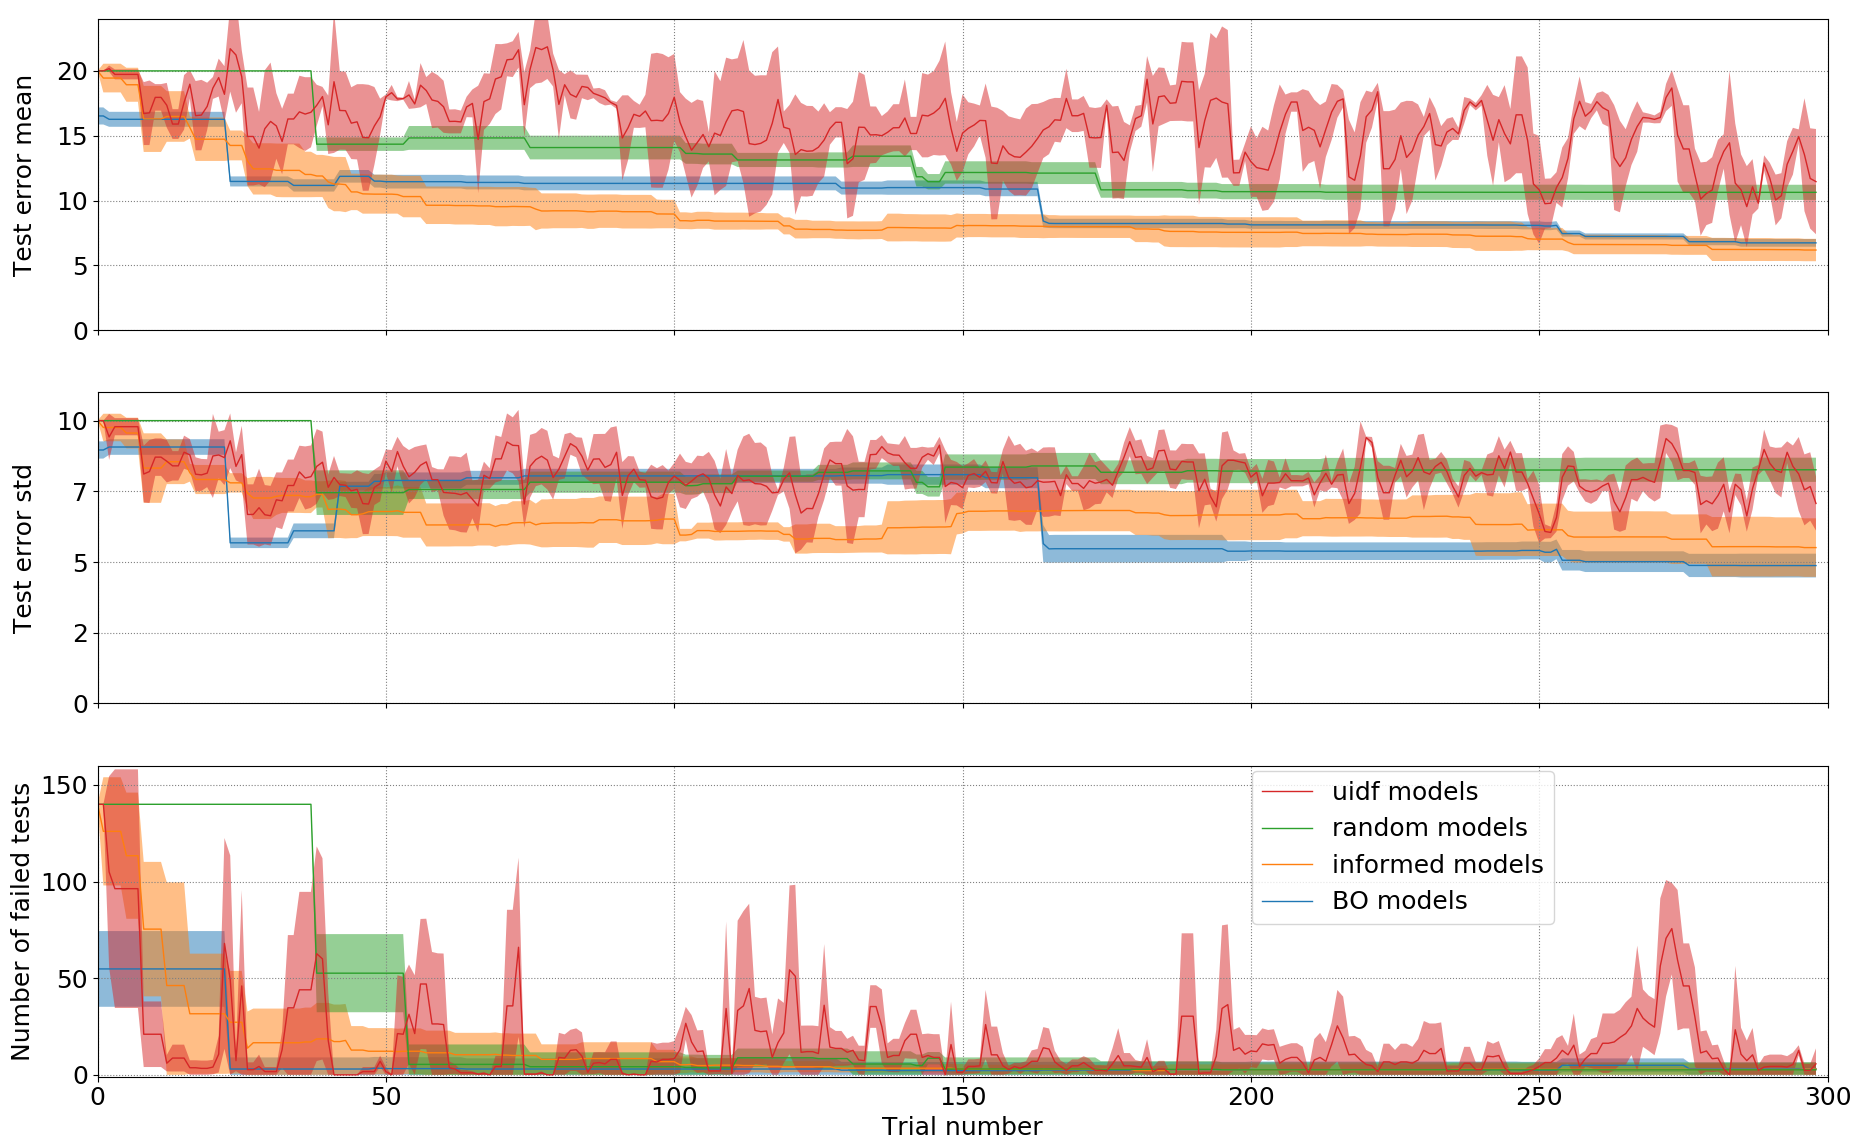 Test error mean
20
15
10
5
0
Test error std
10
7
5
2
0
Number of failed tests
150
100
50
0
uidf models
random models
informed models
BO models
0 50 100 150 200 250 300
Trial number